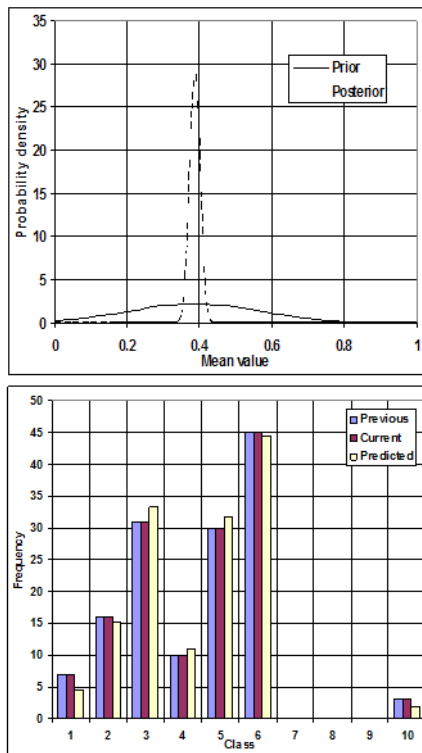 35
30
25
20
15
10
5
0
Probability density
Prior
Posterior
0 0.2 0.4 0.6 0.8 1
Mean value
50
45
40
35
30
25
20
15
10
5
0
Frequency
Previous
Current
Predicted
1 2 3 4 5 6 7 8 9 10
Class